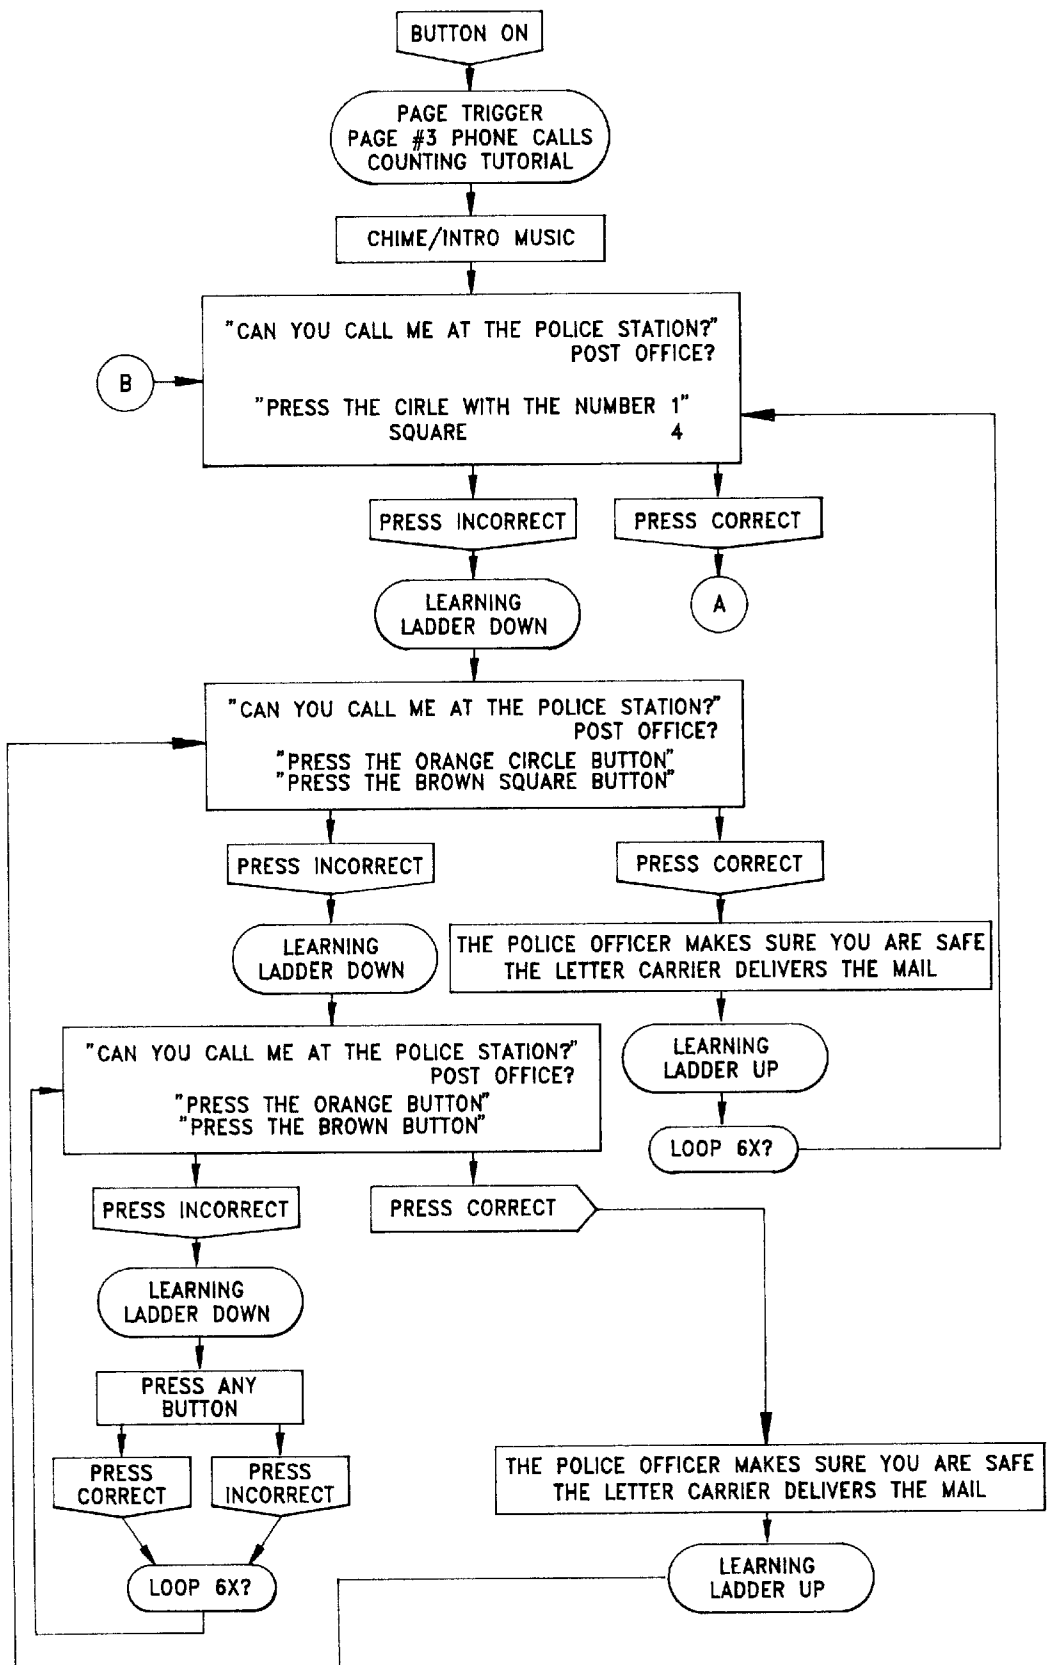 BUTTON ON
PAGE TRIGGER
PAGE #3 PHONE CALLS
COUNTING TUTORIAL
CHIME/INTRO MUSIC
"CAN YOU CALL ME AT THE POLICE STATION?"
POST OFFICE?
B
"PRESS THE CIRLE WITH THE NUMBER 1"
SQUARE 4
PRESS INCORRECT
PRESS CORRECT
LEARNING
LADDER DOWN
A
"CAN YOU CALL ME AT THE POLICE STATION?"
POST OFFICE?
"PRESS THE ORANGE CIRCLE BUTTON"
"PRESS THE BROWN SQUARE BUTTON"
PRESS INCORRECT
PRESS CORRECT
LEARNING
LADDER DOWN
THE POLICE OFFICER MAKES SURE YOU ARE SAFE
THE LETTER CARRIER DELIVERS THE MAIL
LEARNING
LADDER UP
LOOP 6X?
"CAN YOU CALL ME AT THE POLICE STATION?"
POST OFFICE?
"PRESS THE ORANGE BUTTON"
"PRESS THE BROWN BUTTON"
PRESS INCORRECT
PRESS CORRECT
LEARNING
LADDER DOWN
PRESS ANY
BUTTON
PRESS
CORRECT
PRESS
INCORRECT
LOOP 6X?
THE POLICE OFFICER MAKES SURE YOU ARE SAFE
THE LETTER CARRIER DELIVERS THE MAIL
LEARNING
LADDER UP